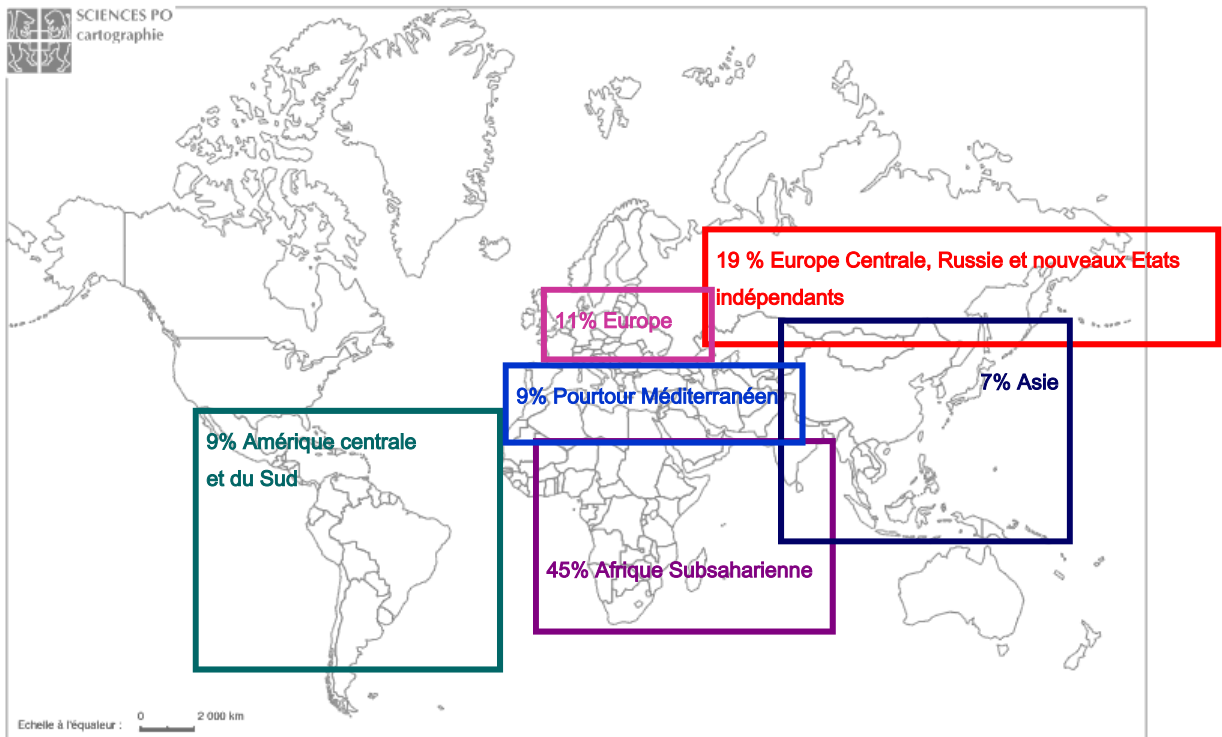 SCIENCES PO
cartographie
19 % Europe Centrale, Russie et nouveaux Etats
indépendants
11% Europe
7% Asie
9% Pourtour Méditerranéen
9% Amérique centrale
et du Sud
45% Afrique Subsaharienne
Echelle à l'équateur : 0 2 000 km